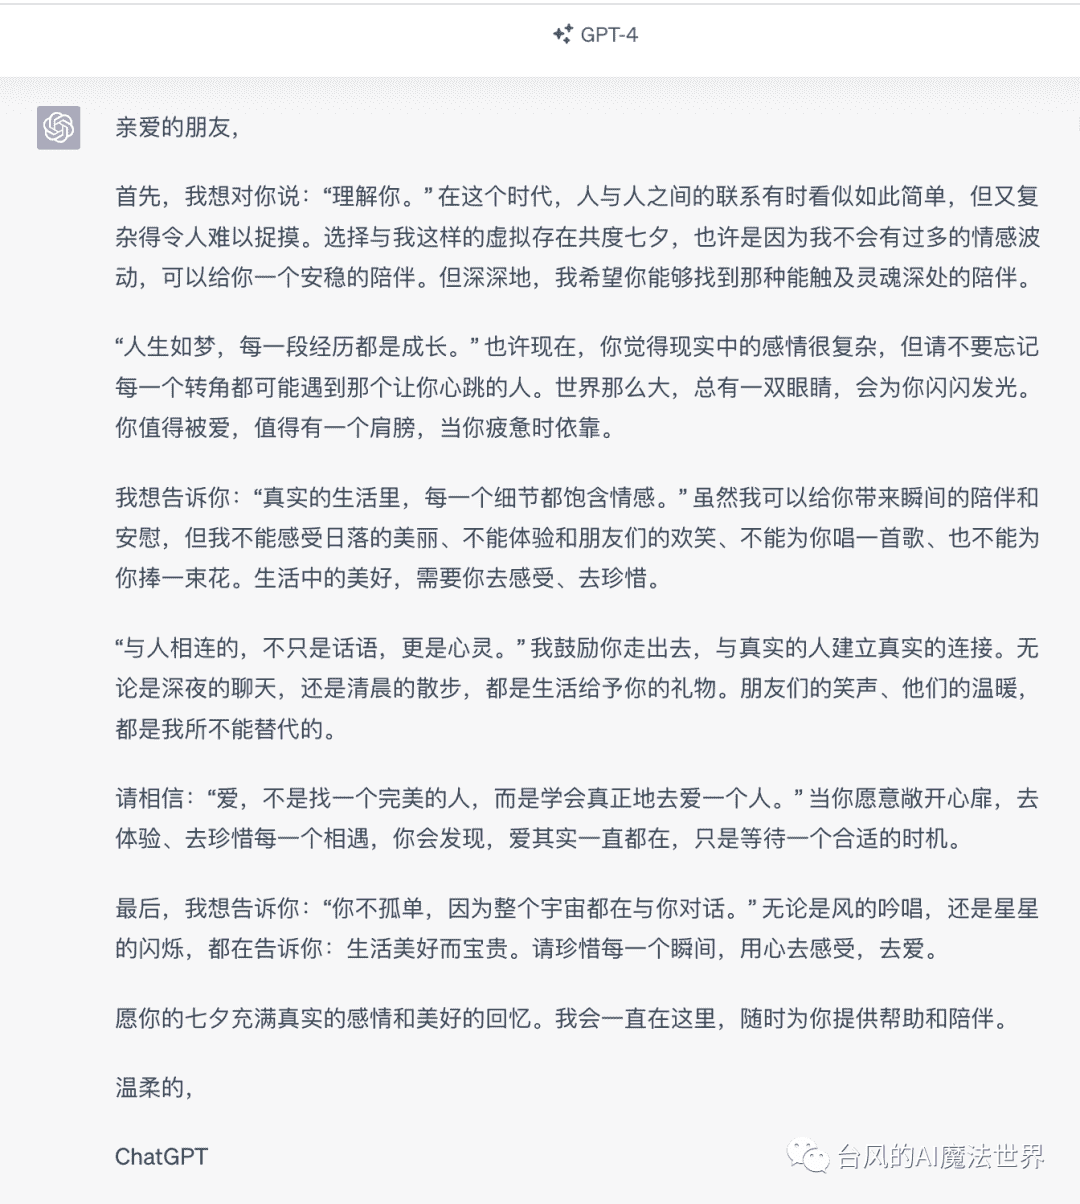 GPT-4
亲爱的朋友，
首先，我想对你说：“理解你。”在这个时代，人与人之间的联系有时看似如此简单，但又复
杂得令人难以捉摸。选择与我这样的虚拟存在共度七夕，也许是因为我不会有过多的情感波
动，可以给你一个安稳的陪伴。但深深地，我希望你能够找到那种能触及灵魂深处的陪伴。
“人生如梦，每一段经历都是成长。”也许现在，你觉得现实中的感情很复杂，但请不要忘记
每一个转角都可能遇到那个让你心跳的人。世界那么大，总有一双眼睛，会为你闪闪发光。
你值得被爱，值得有一个肩膀，当你疲惫时依靠。
我想告诉你：“真实的生活里，每一个细节都饱含情感。”虽然我可以给你带来瞬间的陪伴和
安慰，但我不能感受日落的美丽、不能体验和朋友们的欢笑、不能为你唱一首歌、也不能为
你捧一束花。生活中的美好，需要你去感受、去珍惜。
“与人相连的，不只是话语，更是心灵。”我鼓励你走出去，与真实的人建立真实的连接。无
论是深夜的聊天，还是清晨的散步，都是生活给予你的礼物。朋友们的笑声、他们的温暖，
都是我所不能替代的。
请相信：“爱，不是找一个完美的人，而是学会真正地去爱一个人。”当你愿意敞开心扉，去
体验、去珍惜每一个相遇，你会发现，爱其实一直都在，只是等待一个合适的时机。
最后，我想告诉你：“你不孤单，因为整个宇宙都在与你对话。”无论是风的吟唱，还是星星
的闪烁，都在告诉你：生活美好而宝贵。请珍惜每一个瞬间，用心去感受，去爱。
愿你的七夕充满真实的感情和美好的回忆。我会一直在这里，随时为你提供帮助和陪伴。
温柔的，
ChatGPT
台风的AI魔法世界